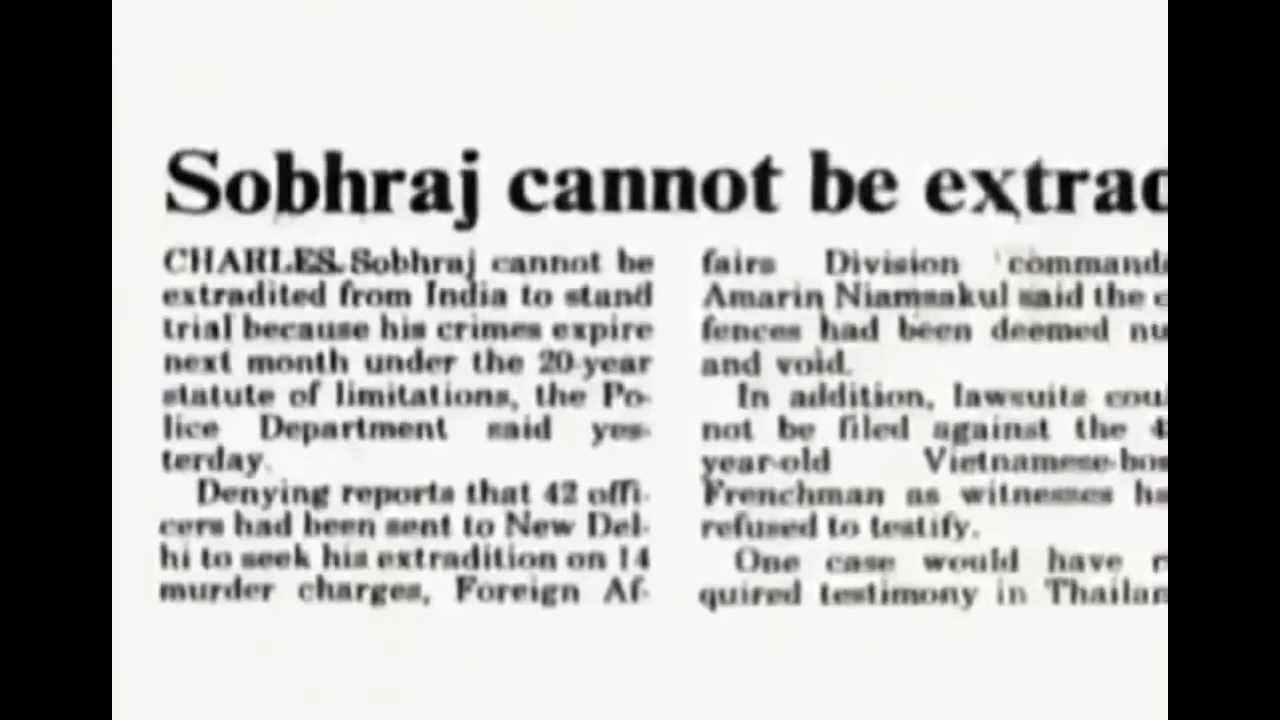 Sobhraj cannot be extrad
CHARLES Sobhraj cannot be
extradited from India to stand
trial because his crimes expire
next month under the 20-year
statute of limitations, the Po-
lice Department said yes-
terday.
Denying reports that 42 offi-
cers had been sent to New Del-
hi to seek his extradition on 14
murder charges, Foreign Af-
fairs Division commande
Amarin Niamsakul said the
fences had been deemed nu
and void.
In addition, lawsuits coul
not be filed against the 4
year-old Vietnamese-bor
Frenchman as witnesses ha
refused to testify.
One case would have r
quired testimony in Thailan